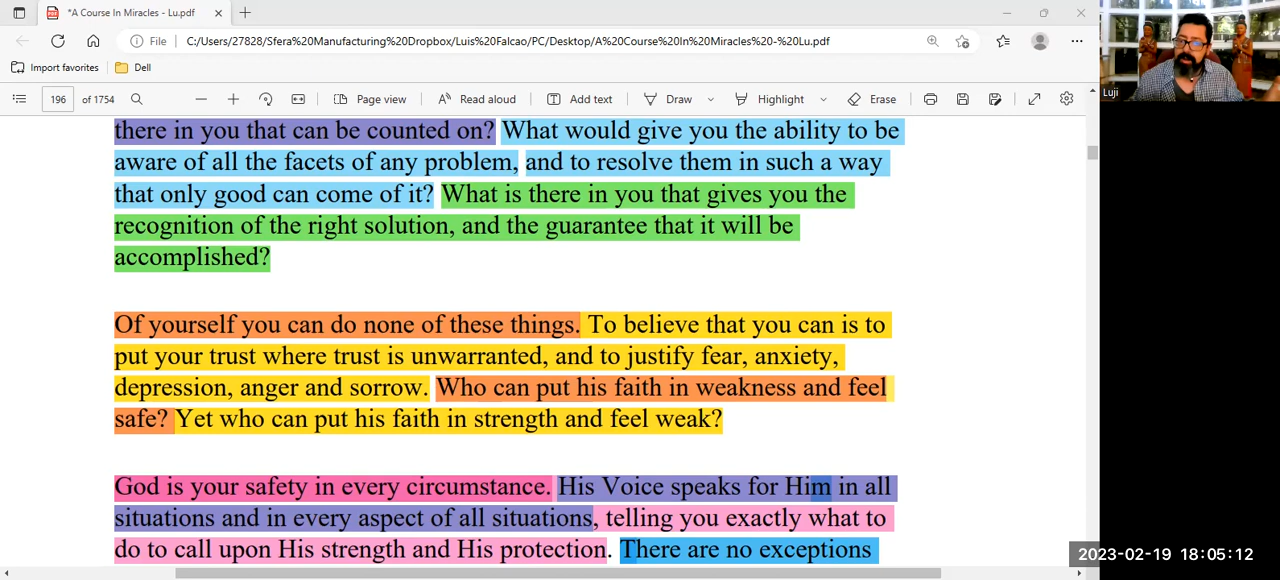 *A Course In Miracles - Lu.pdf
File C:/Users/27828/Sfera%20Manufacturing%20Dropbox/Luis%20Falcao/PC/Desktop/A%20Course%20In%20Miracles%20-%20Lu.pdf
Import favorites Dell
196 of 1754 Page view Read aloud Add text Draw Highlight Erase
Luji
there in you that can be counted on? What would give you the ability to be
aware of all the facets of any problem, and to resolve them in such a way
that only good can come of it? What is there in you that gives you the
recognition of the right solution, and the guarantee that it will be
accomplished?
Of yourself you can do none of these things. To believe that you can is to
put your trust where trust is unwarranted, and to justify fear, anxiety,
depression, anger and sorrow. Who can put his faith in weakness and feel
safe? Yet who can put his faith in strength and feel weak?
God is your safety in every circumstance. His Voice speaks for Him in all
situations and in every aspect of all situations, telling you exactly what to
do to call upon His strength and His protection. There are no exceptions
2023-02-19 18:05:12